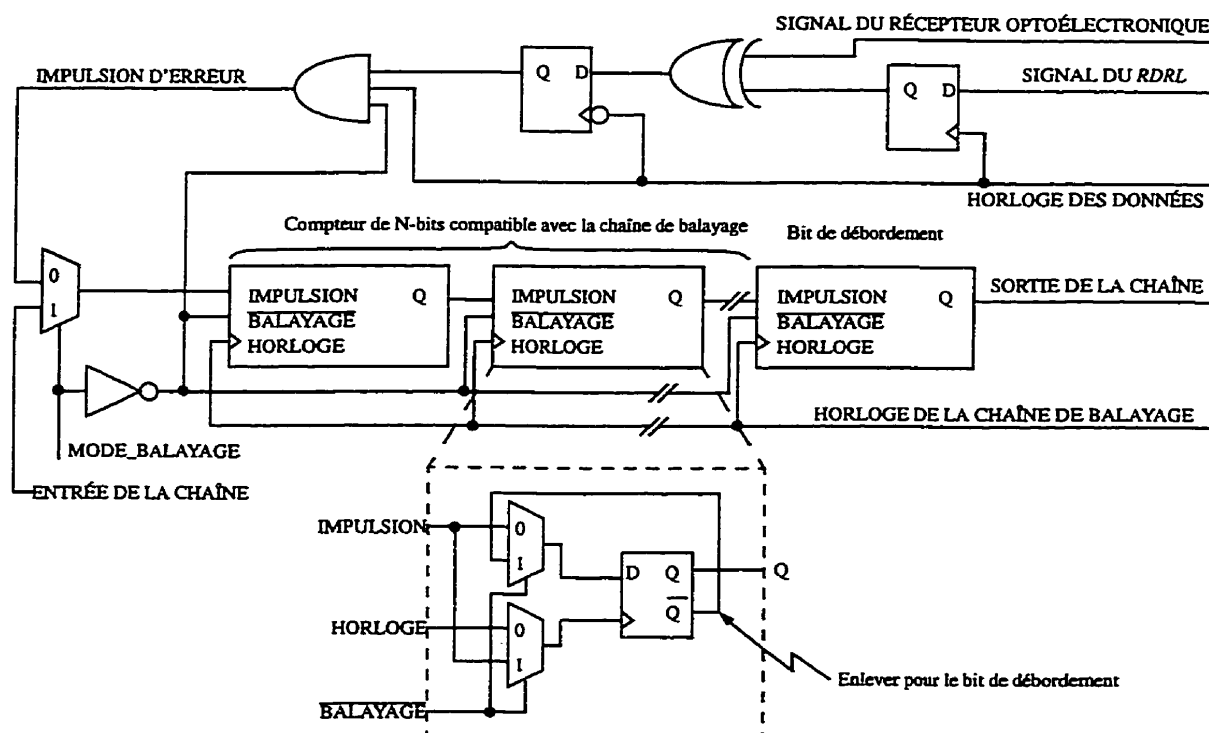 SIGNAL DU RÉCEPTEUR OPTOÉLECTRONIQUE
IMPULSION D'ERREUR
Q D
Q D
SIGNAL DU RDRL
HORLOGE DES DONNÉES
Compteur de N-bits compatible avec la chaîne de balayage
Bit de débordement
0
1
IMPULSION Q
BALAYAGE
HORLOGE
IMPULSION Q
BALAYAGE
HORLOGE
IMPULSION Q
BALAYAGE
HORLOGE
SORTIE DE LA CHAÎNE
HORLOGE DE LA CHAÎNE DE BALAYAGE
MODE_BALAYAGE
ENTRÉE DE LA CHAÎNE
IMPULSION
0
1
D Q
Q
Q
HORLOGE
0
1
Enlever pour le bit de débordement
BALAYAGE